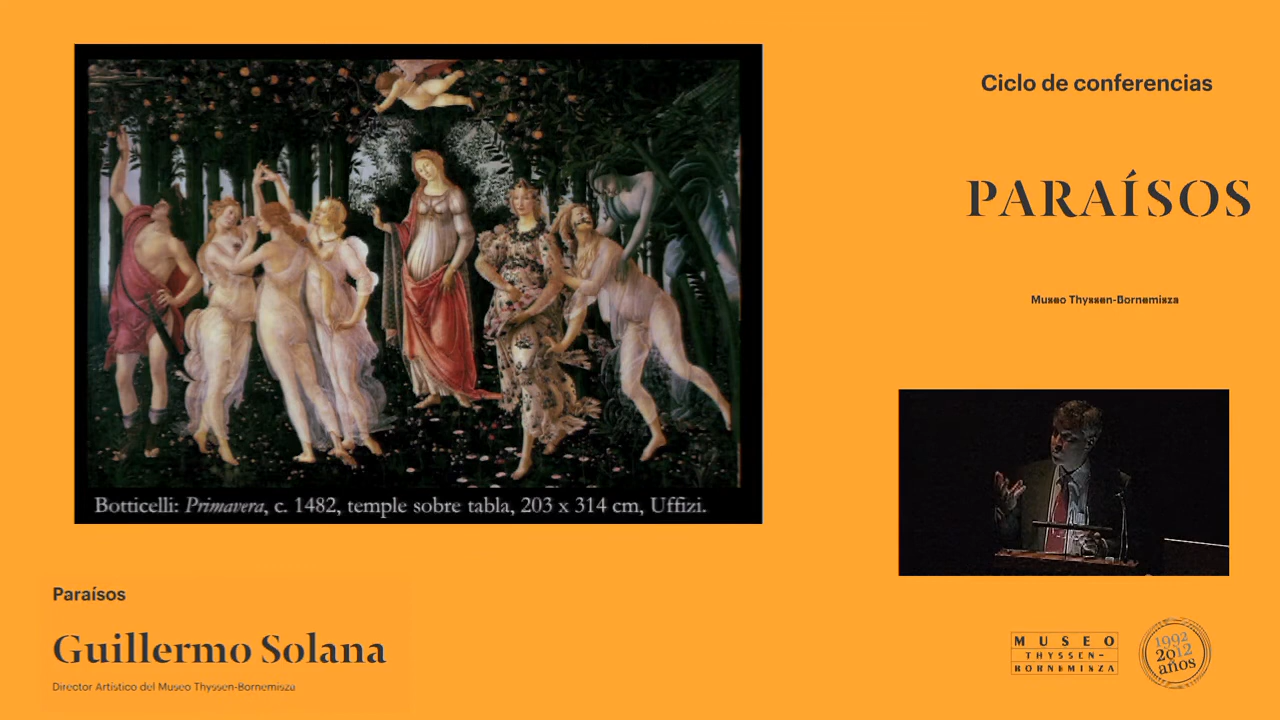 Ciclo de conferencias
PARAÍSOS
Museo Thyssen-Bornemisza
Botticelli: Primavera, c. 1482, temple sobre tabla, 203 x 314 cm, Uffizi.
Paraísos
Guillermo Solana
Director Artístico del Museo Thyssen-Bornemisza
MUSEO
THYSSEN-
BORNEMISZA
1992
2012
años